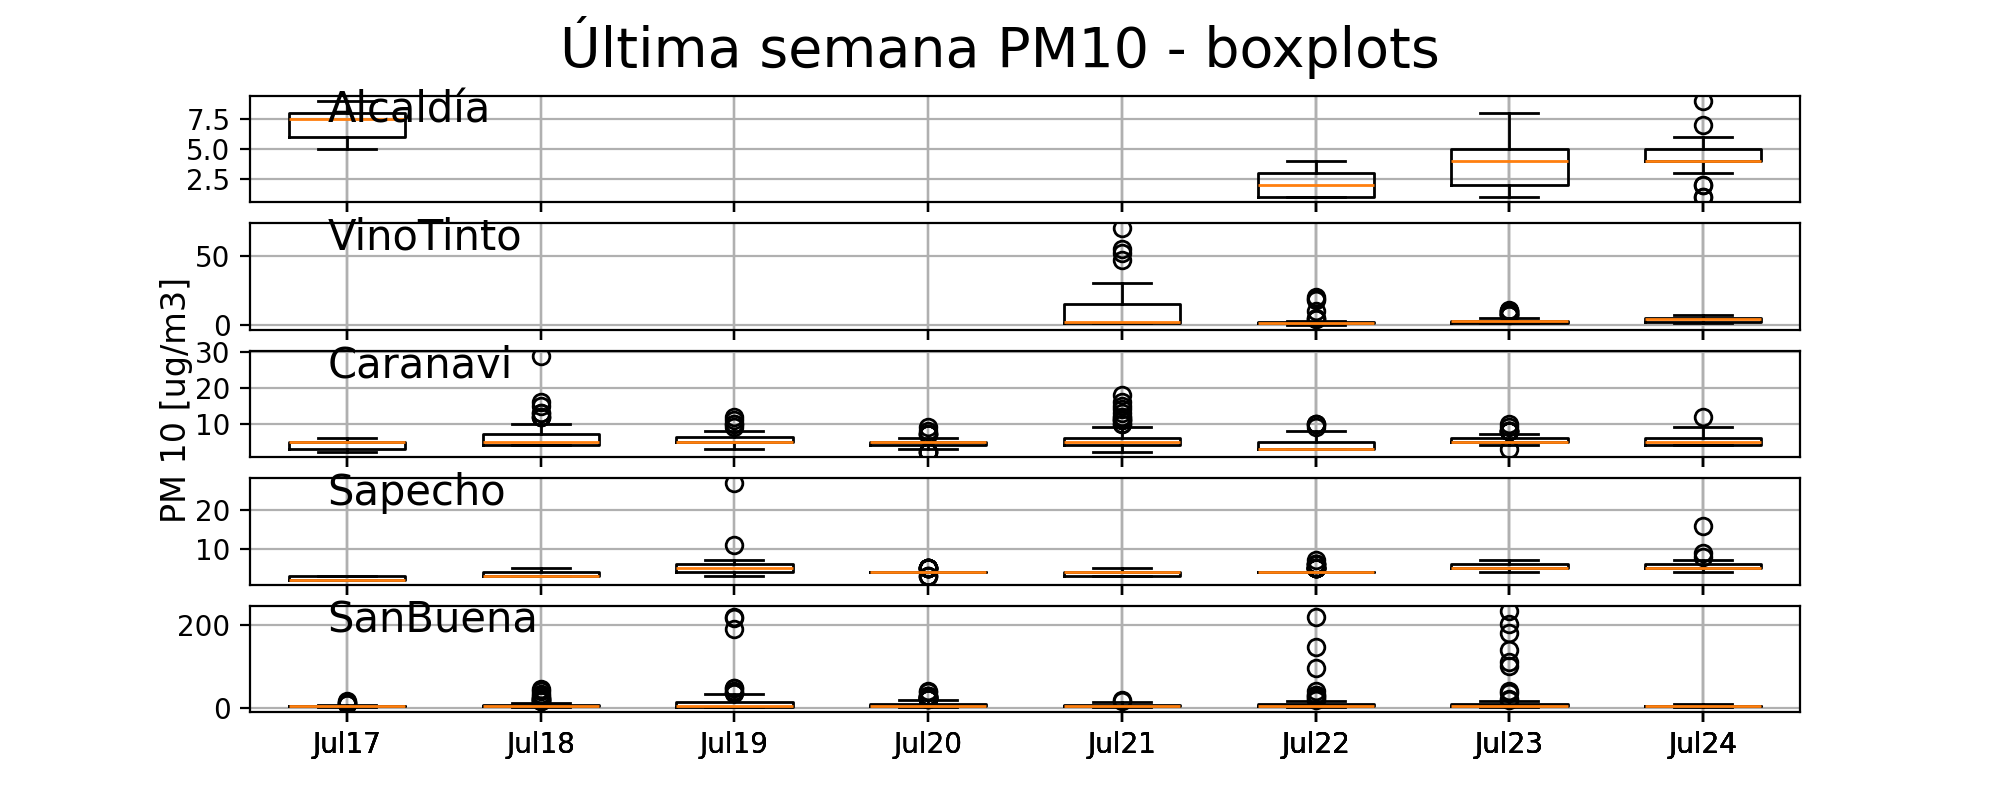 Última semana PM10 - boxplots
Alcaldía
7.5
5.0
2.5
VinoTinto
50
0
PM 10 [ug/m3]
Caranavi
30
20
10
Sapecho
20
10
SanBuena
200
0
Jul17 Jul18 Jul19 Jul20 Jul21 Jul22 Jul23 Jul24